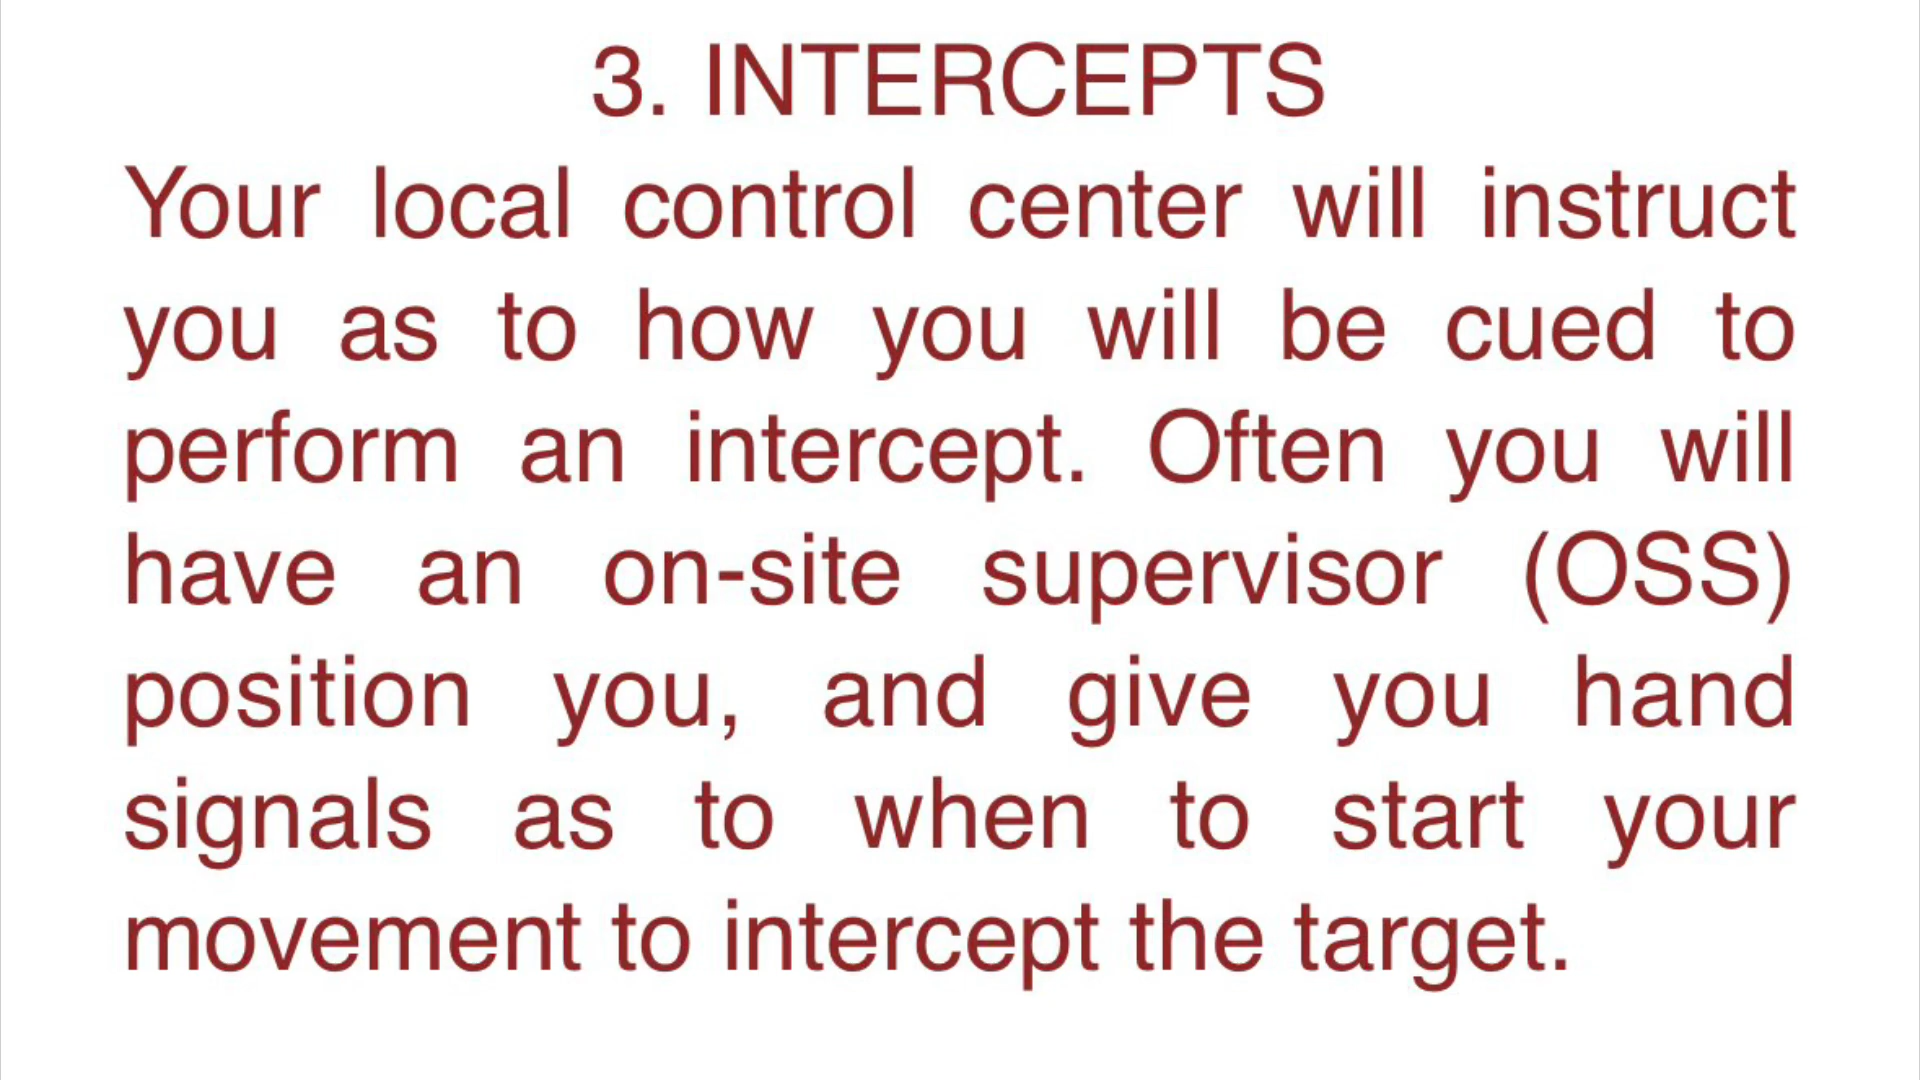 3. INTERCEPTS
Your local control center will instruct
you as to how you will be cued to
perform an intercept. Often you will
have an on-site supervisor (OSS)
position you, and give you hand
signals as to when to start your
movement to intercept the target.